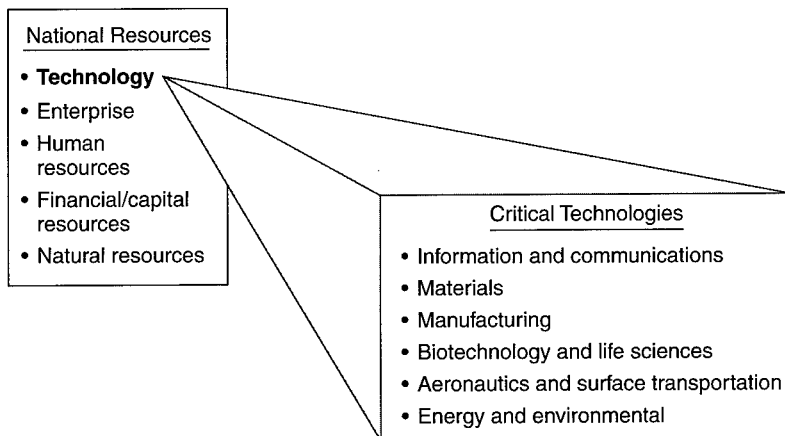 National Resources
• Technology
• Enterprise
• Human
resources
• Financial/capital
resources
• Natural resources
Critical Technologies
• Information and communications
• Materials
• Manufacturing
• Biotechnology and life sciences
• Aeronautics and surface transportation
• Energy and environmental